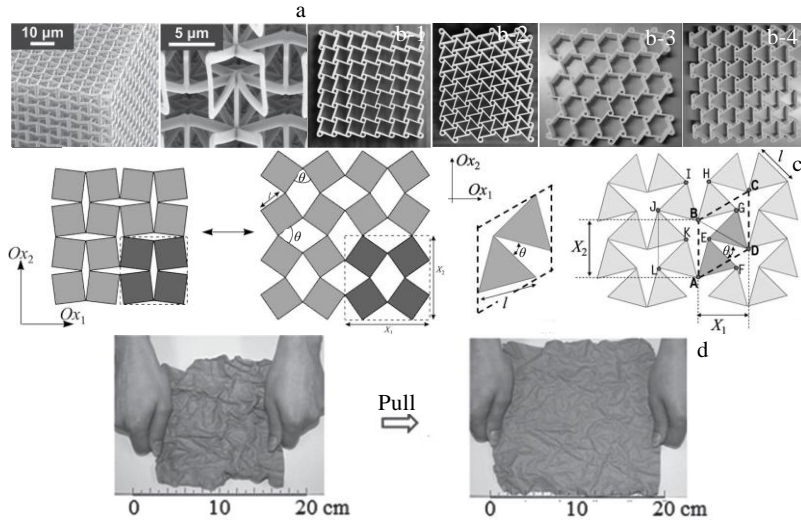 a
10 μm
5 μm
b-1
b-2
b-3
b-4
c
θ
θ
l
Ox₂
Ox₁
X₂
Ox₂
Ox₁
θ
l
I
H
l
C
J
B
G
K
E
X₂
θ
D
L
A
F
X₁
d
Pull
0 10 20 cm
0 10 20 cm